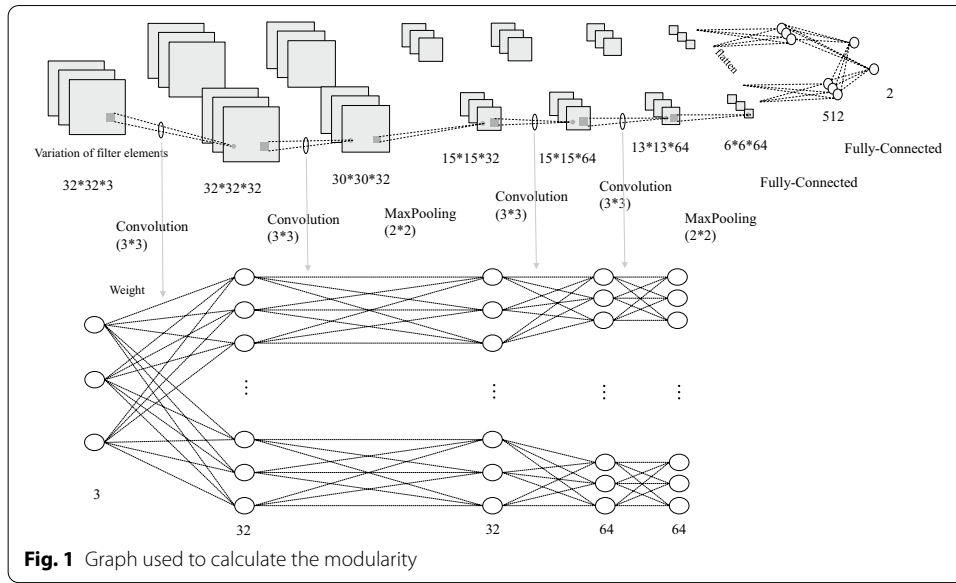 flatten
2
512
Fully-Connected
Variation of filter elements
32*32*3
32*32*32
30*30*32
15*15*32
15*15*64
13*13*64
6*6*64
Fully-Connected
Convolution
(3*3)
Convolution
(3*3)
MaxPooling
(2*2)
Convolution
(3*3)
Convolution
(3*3)
MaxPooling
(2*2)
Weight
⋮
⋮
⋮
⋮
3
32
32
64
64
Fig. 1 Graph used to calculate the modularity